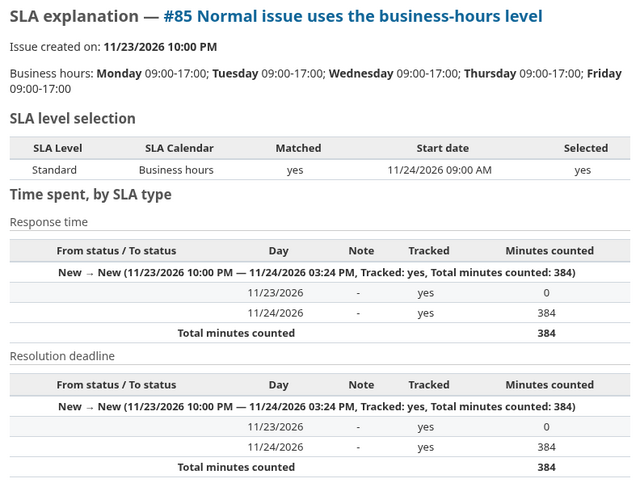 SLA explanation — #85 Normal issue uses the business-hours level
Issue created on: 11/23/2026 10:00 PM
Business hours: Monday 09:00-17:00; Tuesday 09:00-17:00; Wednesday 09:00-17:00; Thursday 09:00-17:00; Friday
09:00-17:00
SLA level selection
SLA Level SLA Calendar Matched Start date Selected
Standard Business hours yes 11/24/2026 09:00 AM yes
Time spent, by SLA type
Response time
From status / To status Day Note Tracked Minutes counted
New → New (11/23/2026 10:00 PM — 11/24/2026 03:24 PM, Tracked: yes, Total minutes counted: 384)
11/23/2026 - yes 0
11/24/2026 - yes 384
Total minutes counted 384
Resolution deadline
From status / To status Day Note Tracked Minutes counted
New → New (11/23/2026 10:00 PM — 11/24/2026 03:24 PM, Tracked: yes, Total minutes counted: 384)
11/23/2026 - yes 0
11/24/2026 - yes 384
Total minutes counted 384